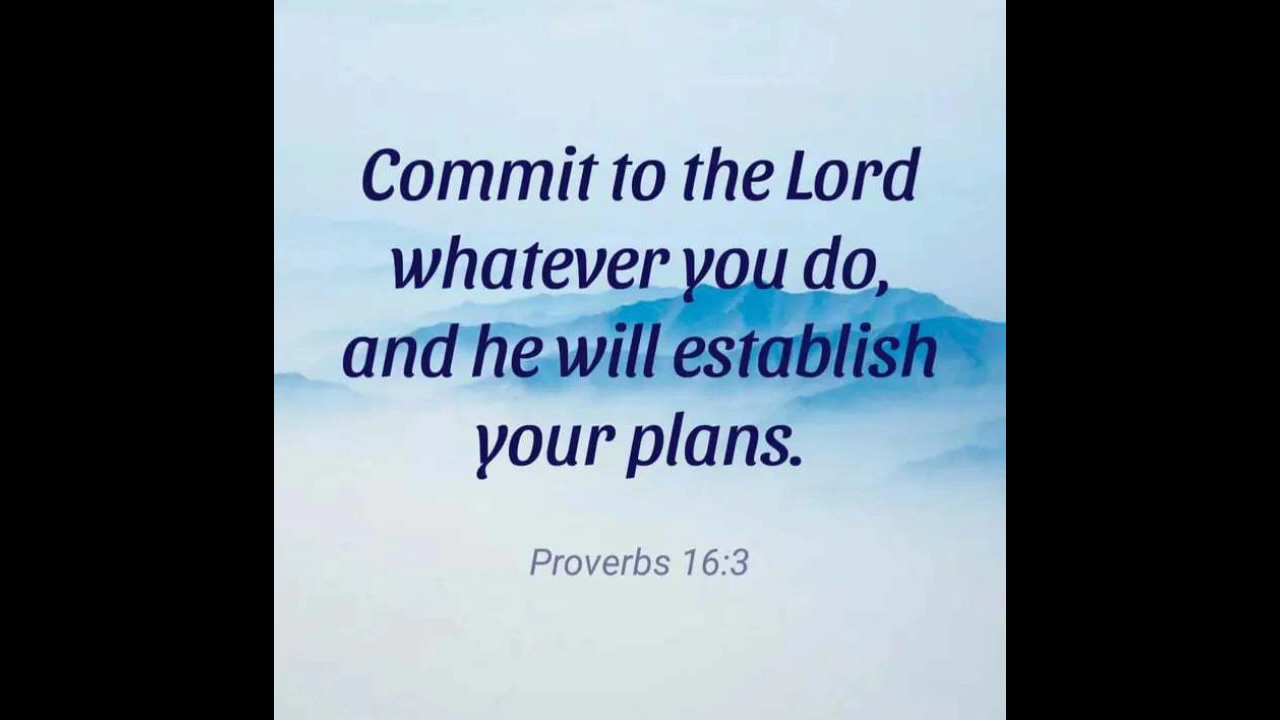 Commit to the Lord
whatever you do,
and he will establish
your plans.
Proverbs 16:3